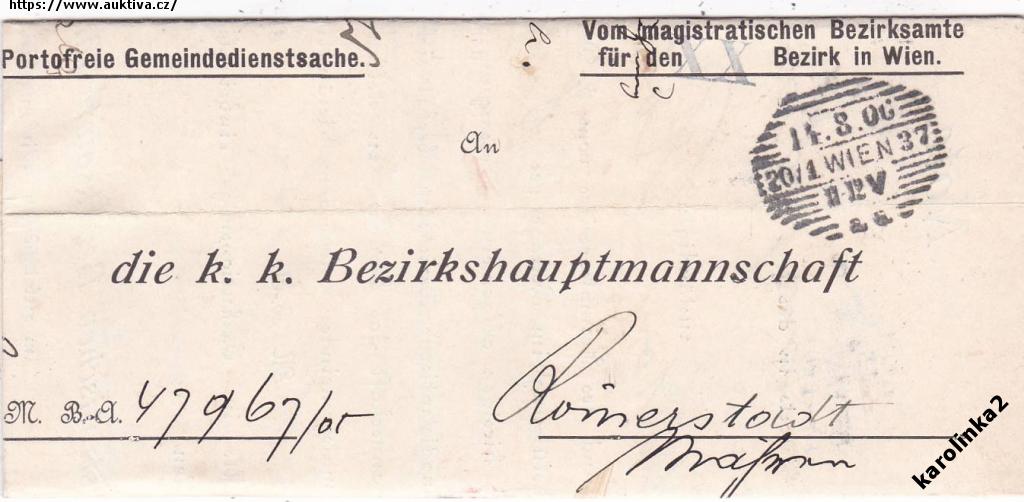 https://www.auktiva.cz/
Portofreie Gemeindedienstsache.
Vom magistratischen Bezirksamte
für den XX Bezirk in Wien.
14.8.06
20/1 WIEN 37
An
die k. k. Bezirkshauptmannschaft
Römerstadt
Mähren
M. B.-A. 47967/05
karolinka2